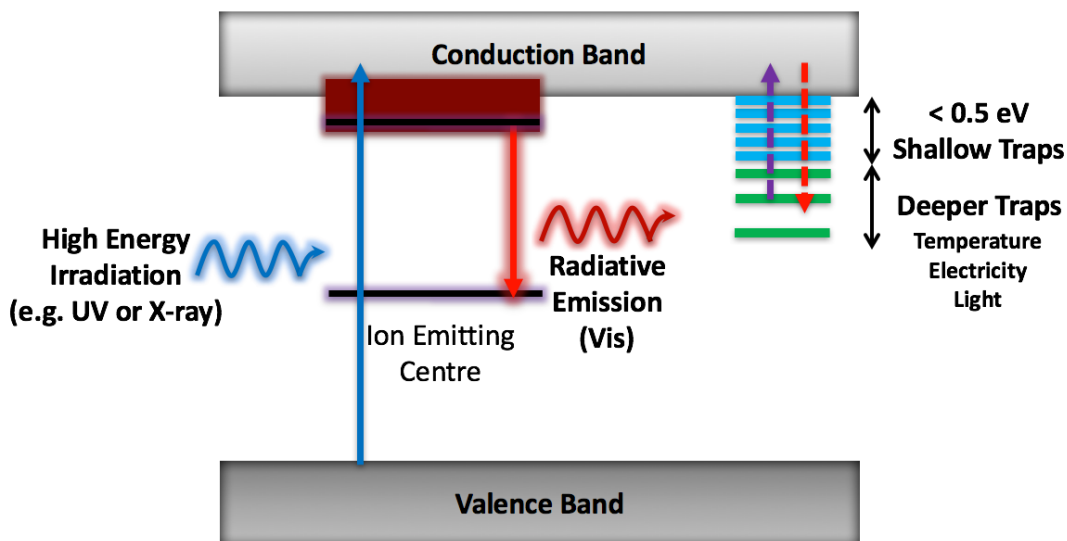 Conduction Band
< 0.5 eV
Shallow Traps
Deeper Traps
Temperature
Electricity
Light
High Energy
Irradiation
(e.g. UV or X-ray)
Radiative
Emission
(Vis)
Ion Emitting
Centre
Valence Band